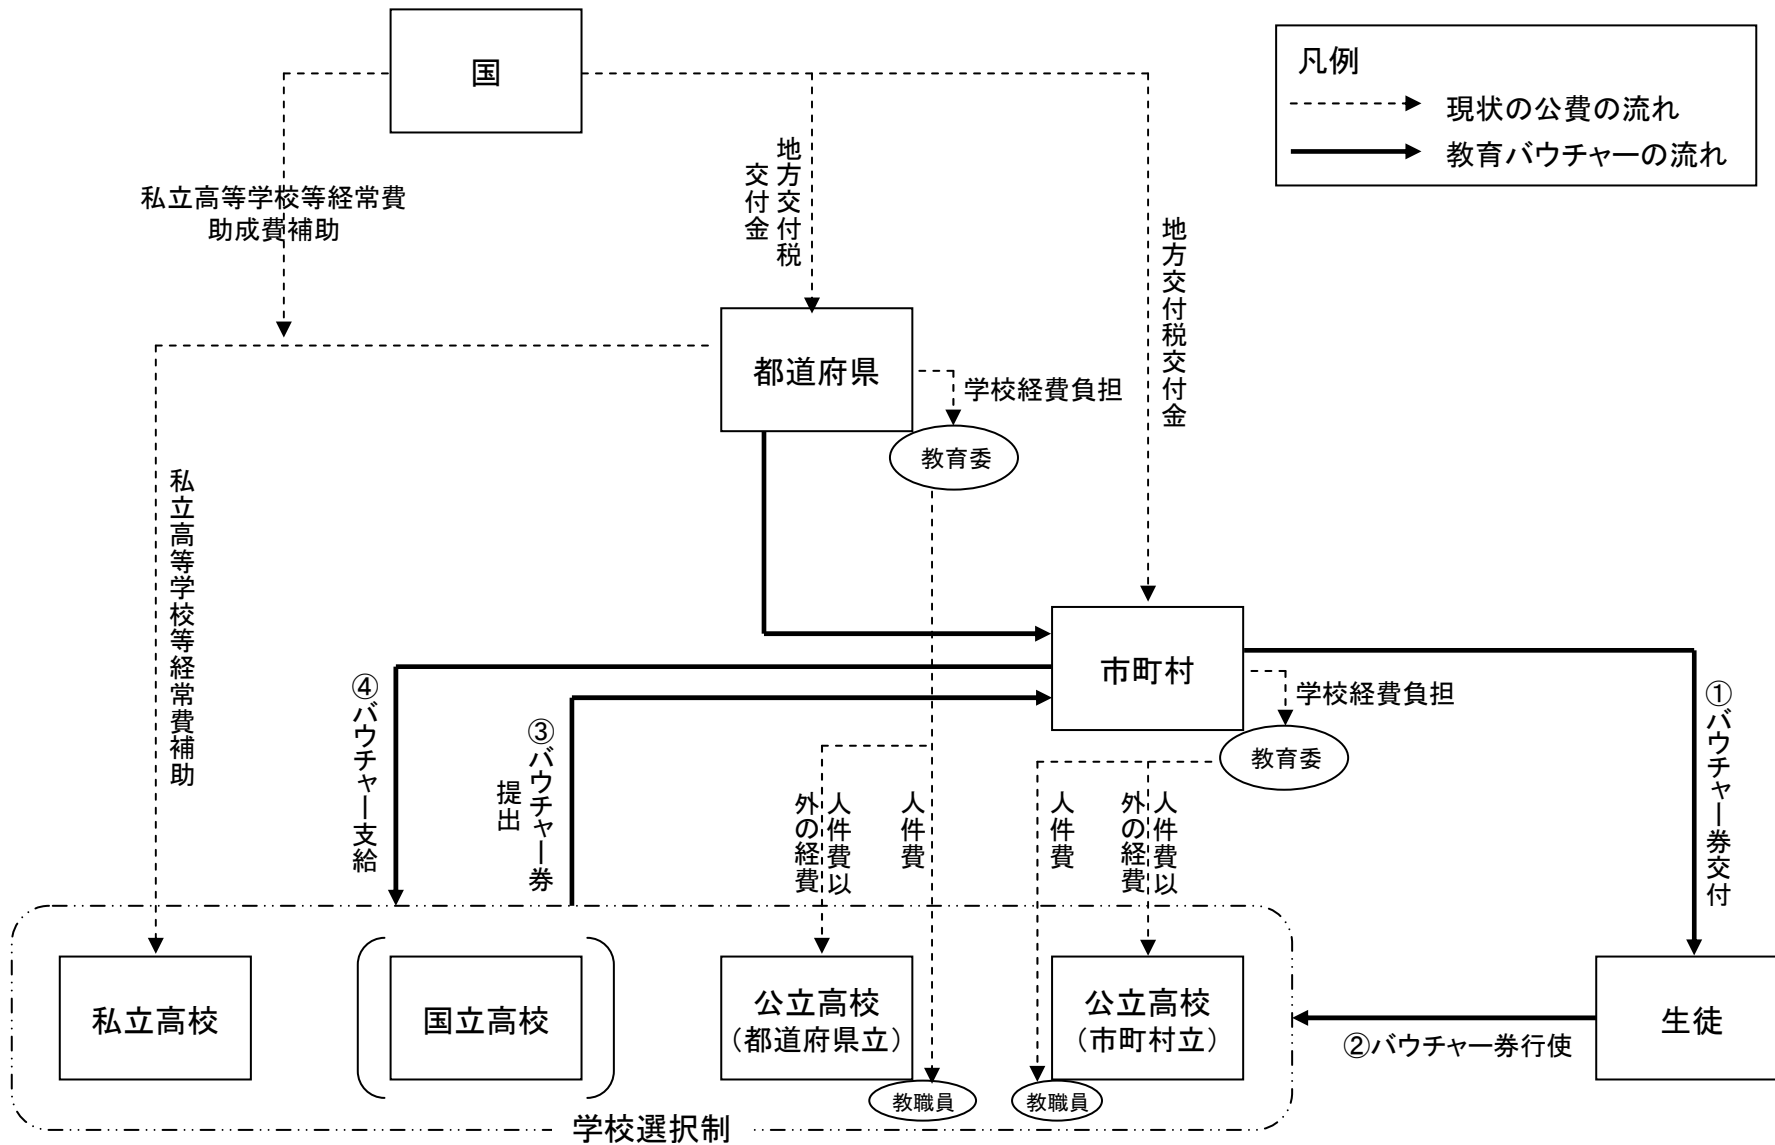 国
凡例
現状の公費の流れ
教育バウチャーの流れ
私立高等学校等経常費
助成費補助
地方交付税
交付金
地方交付税交付金
都道府県
学校経費負担
教育委
私立高等学校等経常費補助
市町村
学校経費負担
教育委
①バウチャー券交付
④バウチャー支給
③バウチャー券
提出
人件費以
外の経費
人件費
人件費
人件費以
外の経費
私立高校
国立高校
公立高校
（都道府県立）
公立高校
（市町村立）
生徒
②バウチャー券行使
教職員
教職員
学校選択制